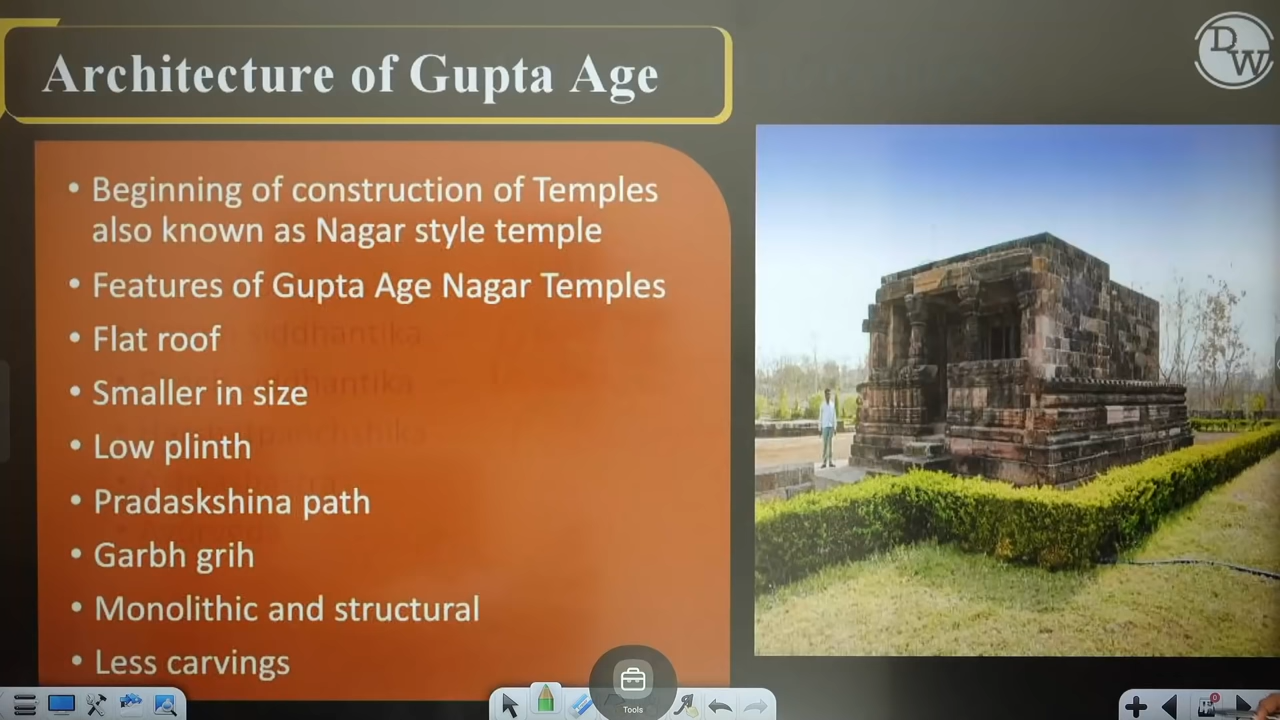 Architecture of Gupta Age
DW
• Beginning of construction of Temples
also known as Nagar style temple
• Features of Gupta Age Nagar Temples
• Flat roof
• Smaller in size
• Low plinth
• Pradaskshina path
• Garbh grih
• Monolithic and structural
• Less carvings
Tools